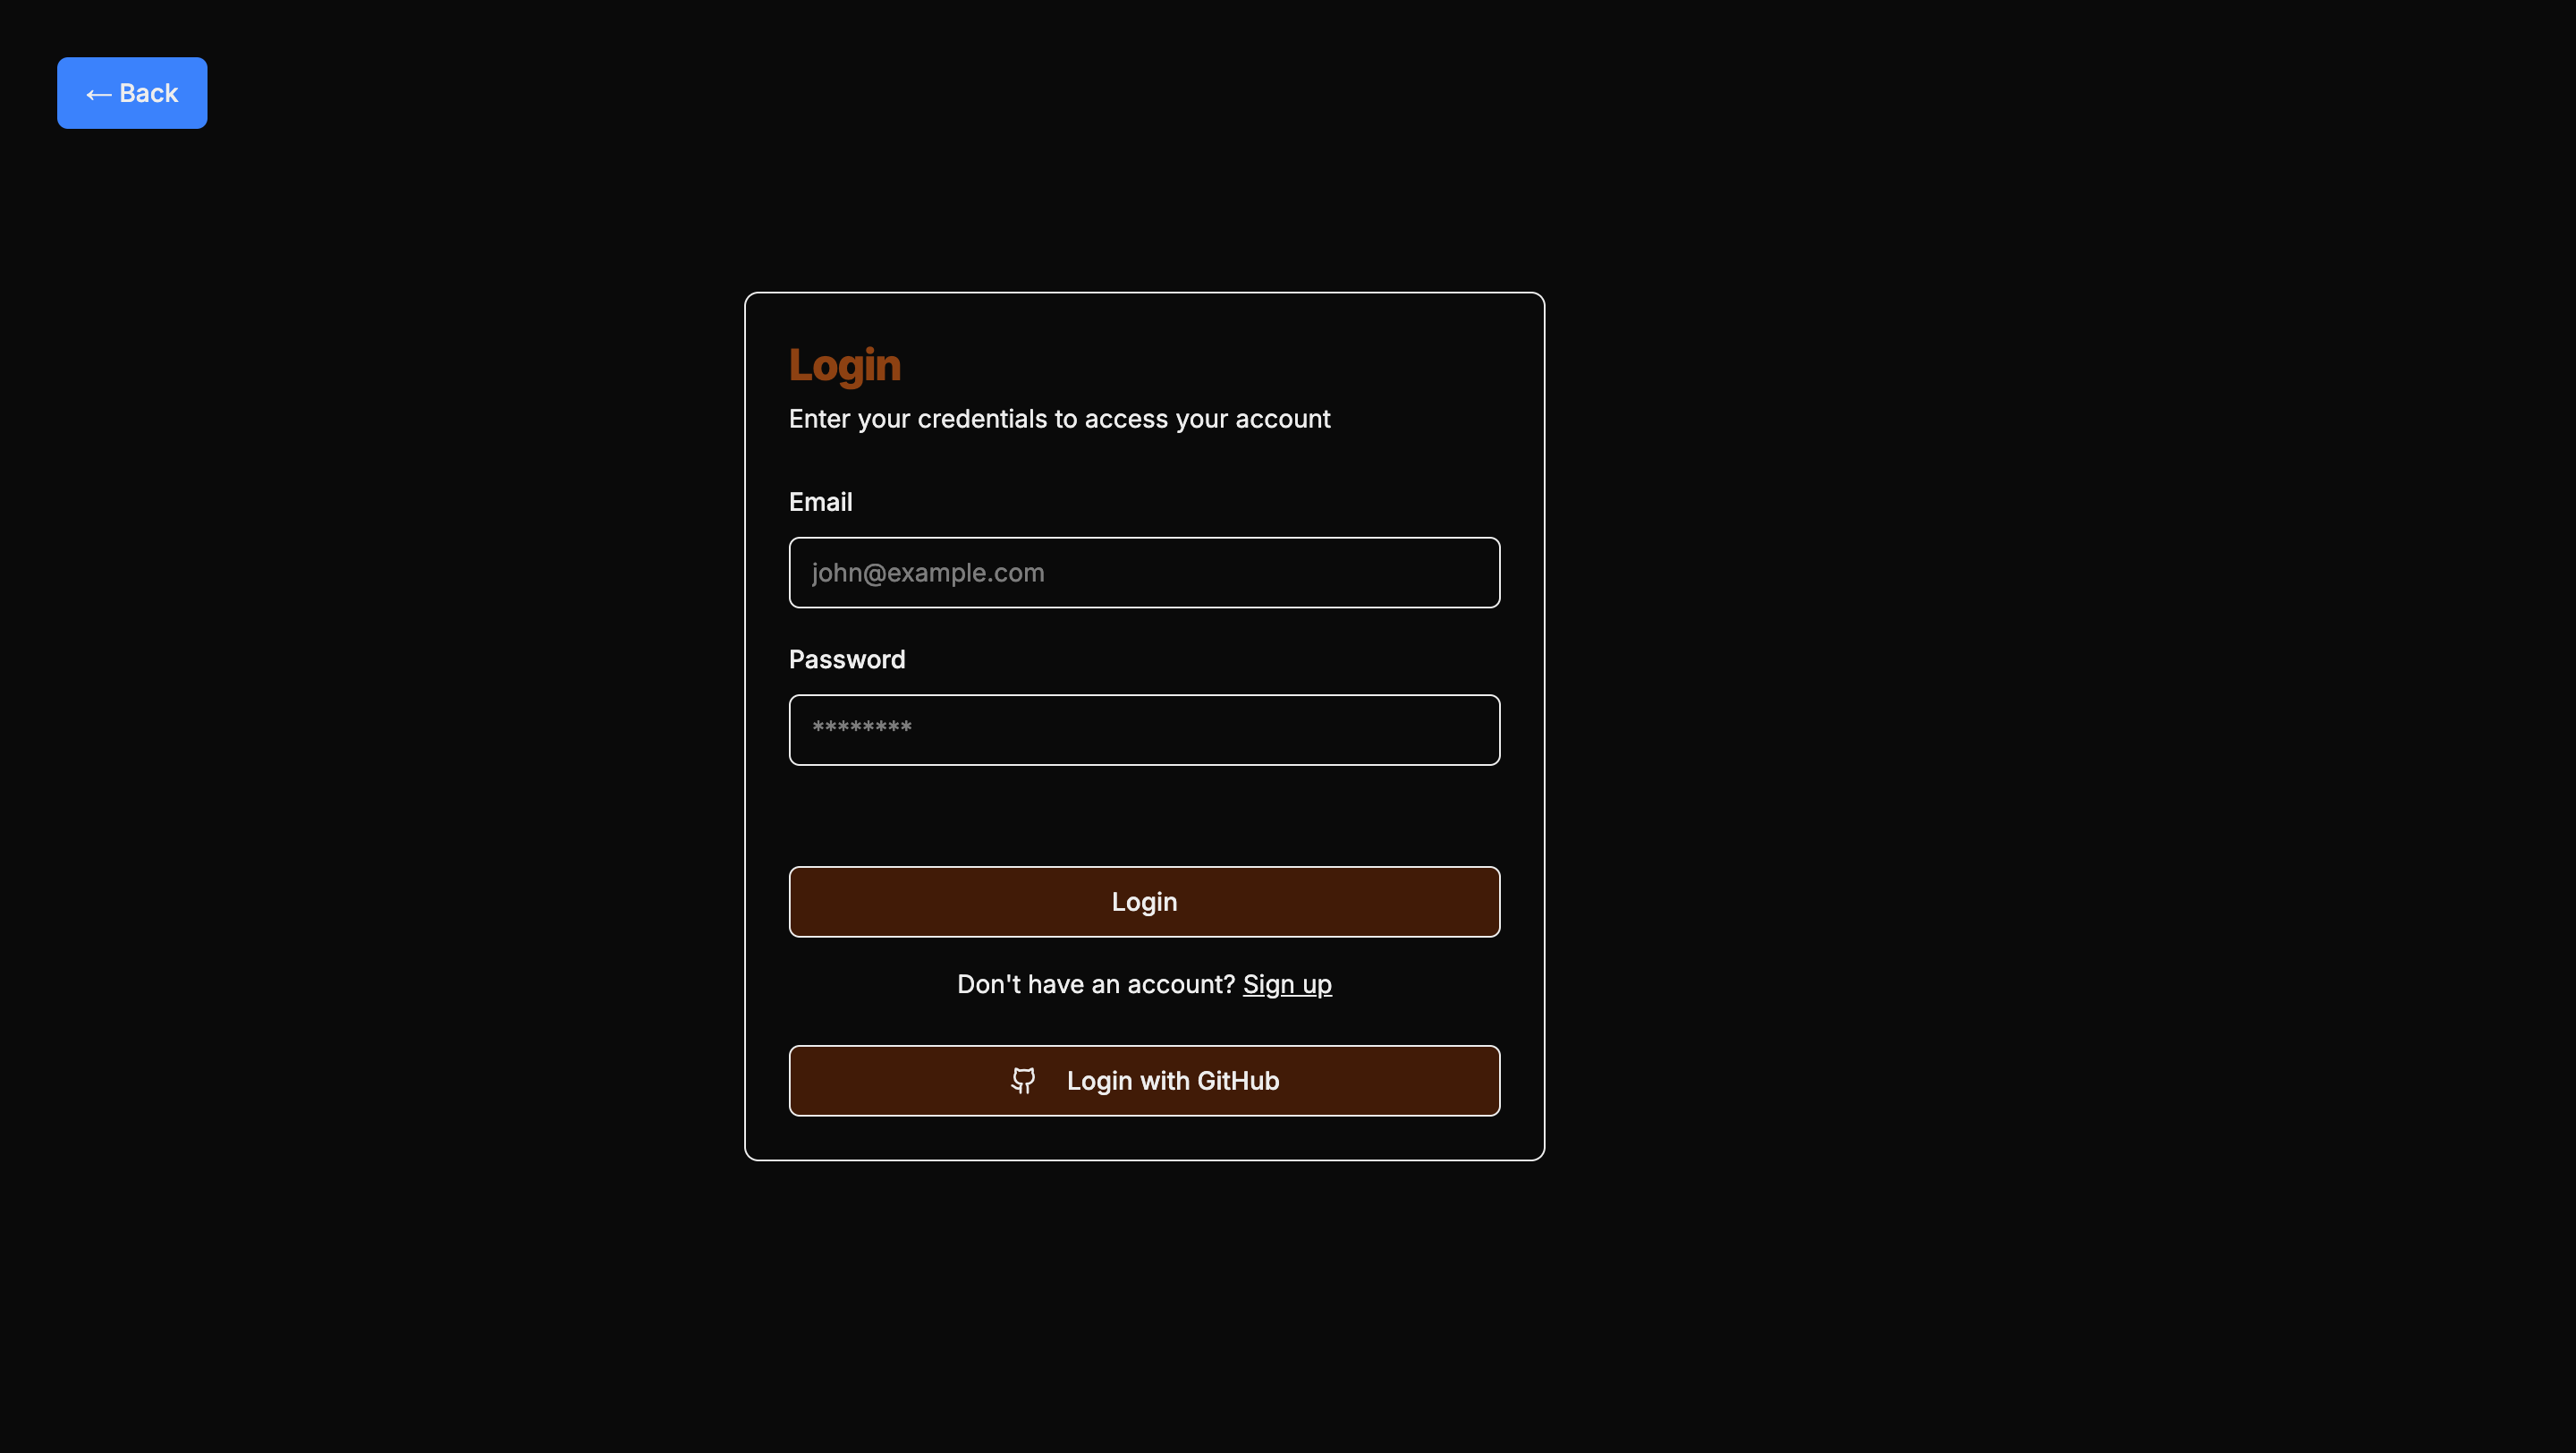 ← Back
Login
Enter your credentials to access your account
Email
john@example.com
Password
********
Login
Don't have an account? Sign up
Login with GitHub